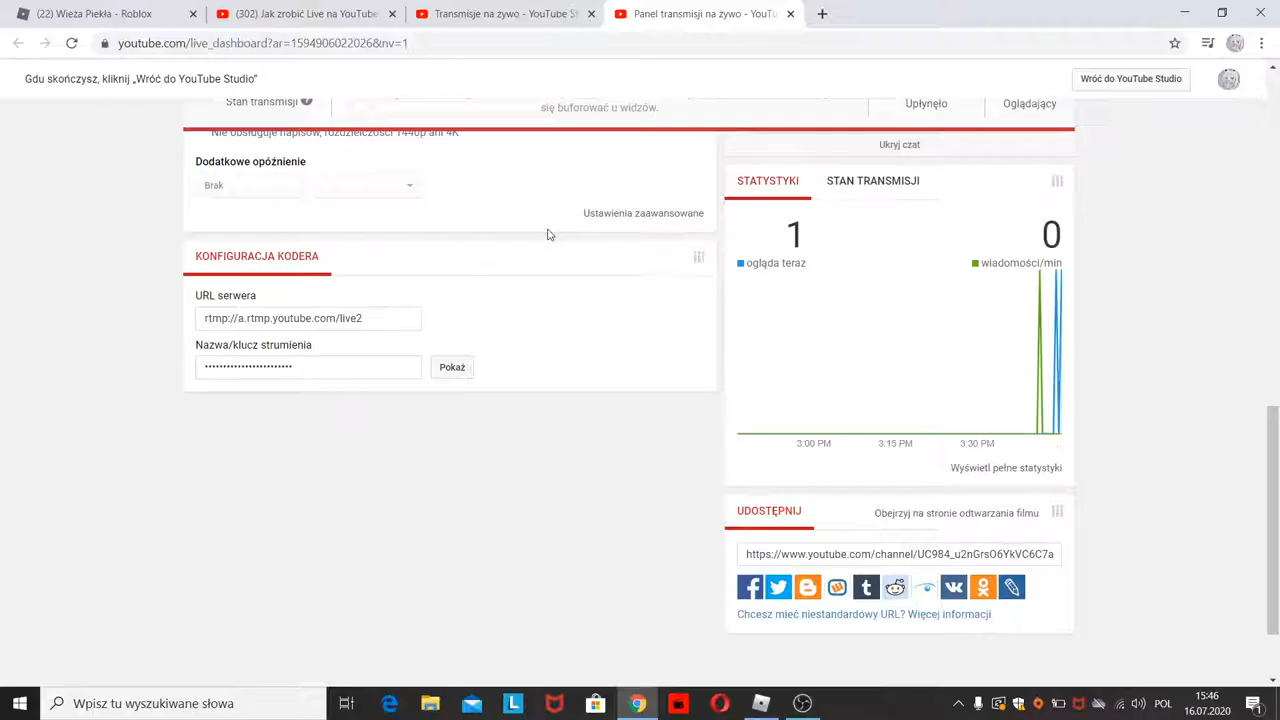 (22) Wieża Piekła - Roblox
(302) Jak zrobić Live na YouTube
Transmisje na żywo - YouTube St
Panel transmisji na żywo - YouTu
youtube.com/live_dashboard?ar=1594906022026&nv=1
Gdy skończysz, kliknij „Wróć do YouTube Studio”
Wróć do YouTube Studio
Stan transmisji
się buforować u widzów.
Upłynęło
Oglądający
Nie obsługuje napisów, rozdzielczości 1440p ani 4K
Dodatkowe opóźnienie
Brak
Ustawienia zaawansowane
KONFIGURACJA KODERA
URL serwera
rtmp://a.rtmp.youtube.com/live2
Nazwa/klucz strumienia
••••••••••••••••••••••••
Pokaż
Ukryj czat
STATYSTYKI
STAN TRANSMISJI
1
0
ogląda teraz
wiadomości/min
3:00 PM
3:15 PM
3:30 PM
..
Wyświetl pełne statystyki
UDOSTĘPNIJ
Obejrzyj na stronie odtwarzania filmu
https://www.youtube.com/channel/UC984_u2nGrsO6YkVC6C7a
Chcesz mieć niestandardowy URL? Więcej informacji
Wpisz tu wyszukiwane słowa
POL
15:46
16.07.2020